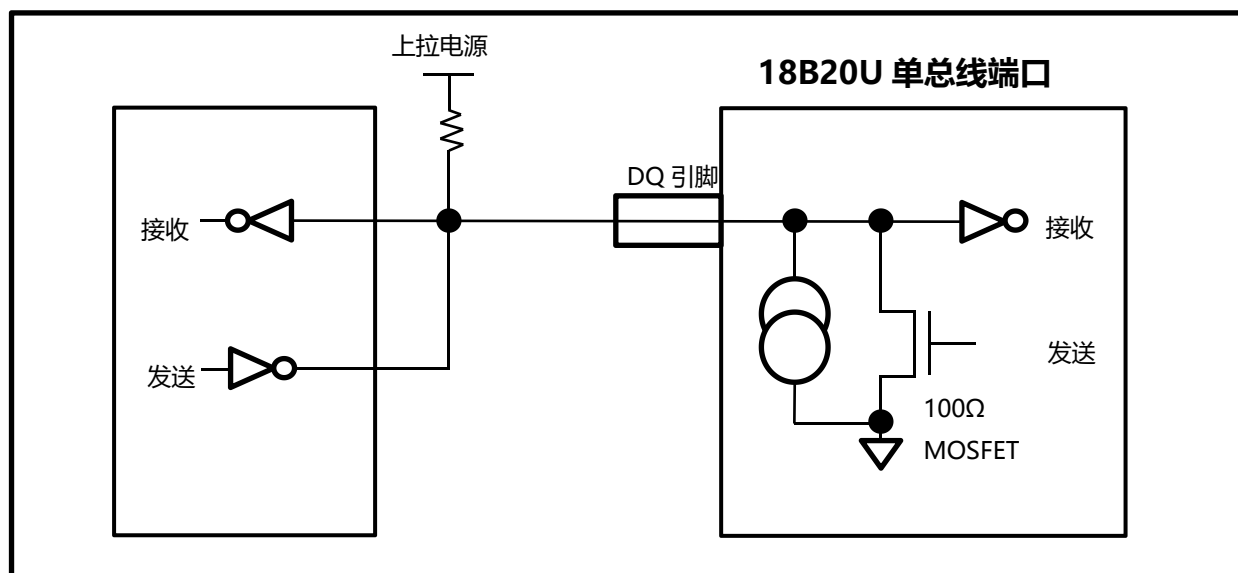 上拉电源
18B20U 单总线端口
DQ 引脚
接收
接收
发送
发送
100Ω
MOSFET